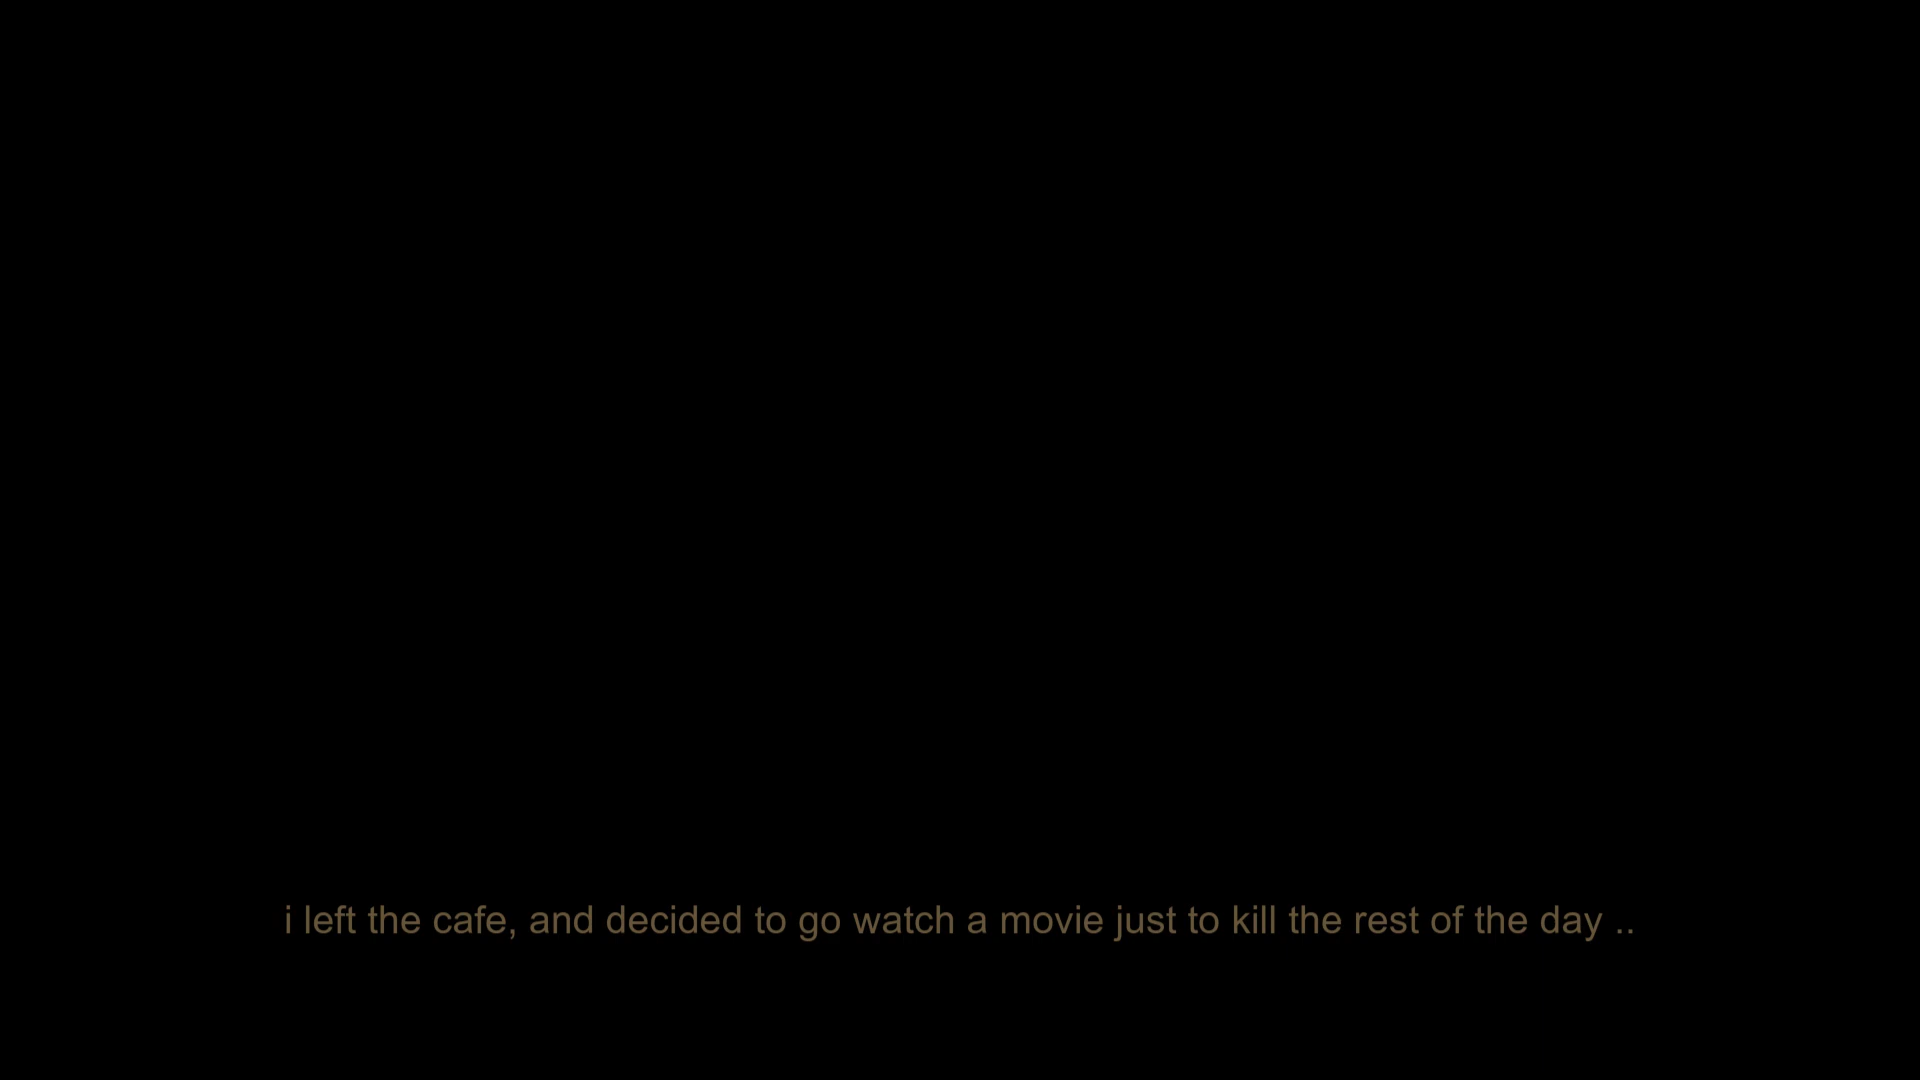 i left the cafe, and decided to go watch a movie just to kill the rest of the day ..